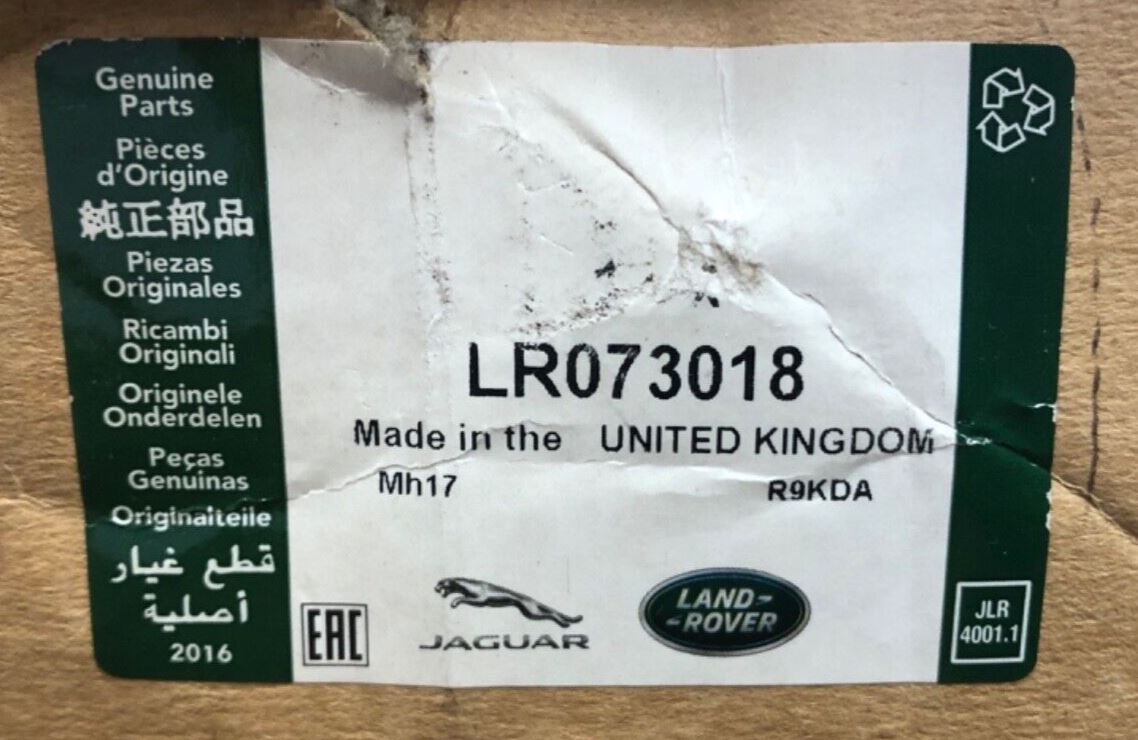 Genuine
Parts
Pièces
d'Origine
純正部品
Piezas
Originales
Ricambi
Originali
Originele
Onderdelen
Peças
Genuinas
Originalteile
قطع غيار
أصلية
2016
LR073018
Made in the UNITED KINGDOM
Mh17 R9KDA
EAC
JAGUAR
LAND-
-ROVER
JLR
4001.1